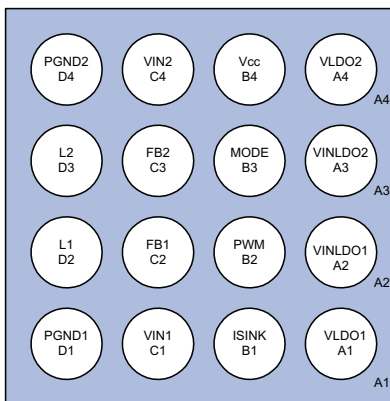 PGND2 VIN2 Vcc VLDO2
D4 C4 B4 A4
A4
L2 FB2 MODE VINLDO2
D3 C3 B3 A3
A3
L1 FB1 PWM VINLDO1
D2 C2 B2 A2
A2
PGND1 VIN1 ISINK VLDO1
D1 C1 B1 A1
A1